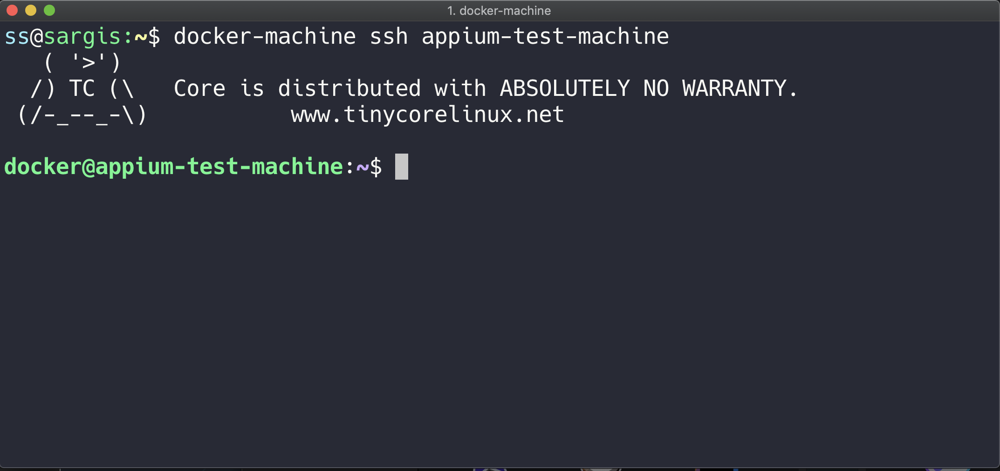 1. docker-machine
ss@sargis:~$ docker-machine ssh appium-test-machine
   ( '>')
  /) TC (\   Core is distributed with ABSOLUTELY NO WARRANTY.
 (/-_--_-\)           www.tinycorelinux.net
docker@appium-test-machine:~$